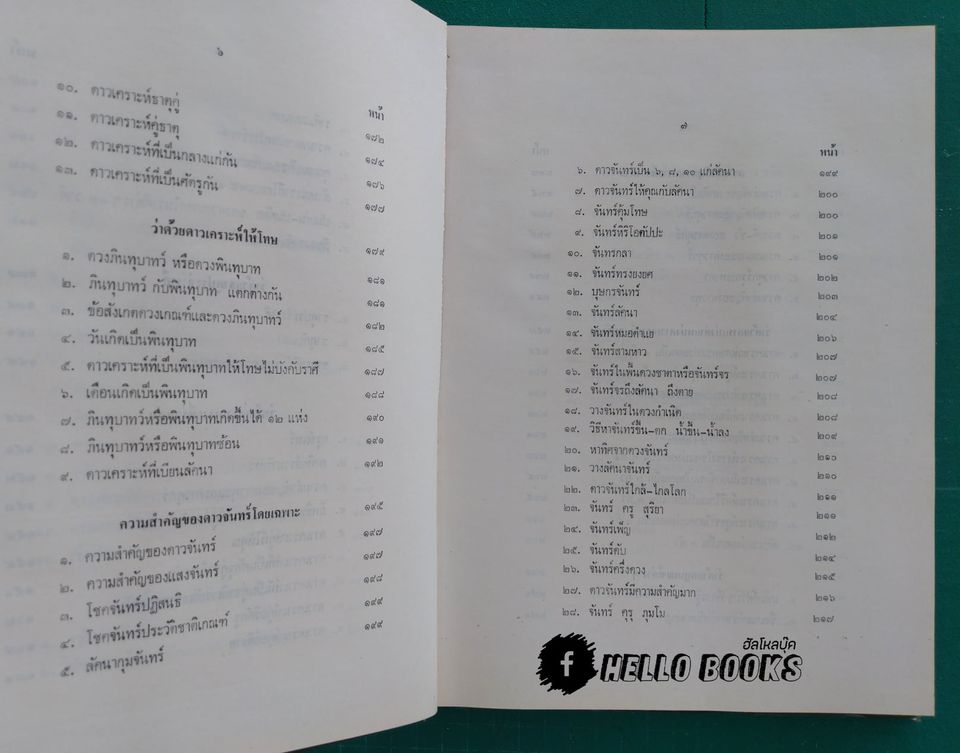 ๖
หน้า
๑๐. ดาวเคราะห์ธาตุคู่ ๑๘๒
๑๑. ดาวเคราะห์คู่ธาตุ ๑๘๔
๑๒. ดาวเคราะห์ที่เป็นกลางแก่กัน ๑๘๖
๑๓. ดาวเคราะห์ที่เป็นศัตรูกัน ๑๗๗
ว่าด้วยดาวเคราะห์ให้โทษ ๑๗๙
๑. ดวงภินทุบาทว์ หรือดวงพินทุบาท ๑๘๑
๒. ภินทุบาทว์ กับพินทุบาท แตกต่างกัน ๑๘๑
๓. ข้อสังเกตดวงเกณฑ์และดวงภินทุบาทว์ ๑๘๒
๔. วันเกิดเป็นพินทุบาท ๑๘๕
๕. ดาวเคราะห์ที่เป็นพินทุบาทให้โทษไม่บังคับราศี ๑๘๗
๖. เดือนเกิดเป็นพินทุบาท ๑๘๘
๗. ภินทุบาทว์หรือพินทุบาทเกิดขึ้นได้ ๑๒ แห่ง ๑๙๐
๘. ภินทุบาทว์หรือพินทุบาทซ้อน ๑๙๑
๙. ดาวเคราะห์ที่เบียนลัคนา ๑๙๒
ความสำคัญของดาวจันทร์โดยเฉพาะ ๑๙๕
๑. ความสำคัญของดาวจันทร์ ๑๙๗
๒. ความสำคัญของแสงจันทร์ ๑๙๗
๓. โชคจันทร์ปฏิสนธิ ๑๙๘
๔. โชคจันทร์ประวัติชาติเกณฑ์ ๑๙๙
๕. ลัคนากุมจันทร์ ๑๙๙
๗
หน้า
๖. ดาวจันทร์เป็น ๖, ๘, ๑๐ แก่ลัคนา ๑๙๙
๗. ดาวจันทร์ให้คุณกับลัคนา ๒๐๐
๘. จันทร์คุ้มโทษ ๒๐๐
๙. จันทร์หิริโอตัปปะ ๒๐๑
๑๐. จันทรกลา ๒๐๑
๑๑. จันทร์ทรงยงยศ ๒๐๒
๑๒. บุษกรจันทร์ ๒๐๓
๑๓. จันทร์ลัคนา ๒๐๔
๑๔. จันทร์หมอตำแย ๒๐๖
๑๕. จันทร์สามหาว ๒๐๗
๑๖. จันทร์ในพื้นดวงชาตาหรือจันทร์จร ๒๐๗
๑๗. จันทร์จรถึงลัคนา ถึงตาย ๒๐๘
๑๘. วางจันทร์ในดวงกำเนิด ๒๐๘
๑๙. วิธีหาจันทร์ขึ้น-ตก น้ำขึ้น-น้ำลง ๒๐๙
๒๐. หาทิศจากดวงจันทร์ ๒๑๐
๒๑. วางลัคนาจันทร์ ๒๑๐
๒๒. ดาวจันทร์ใกล้-ไกลโลก ๒๑๑
๒๓. จันทร์ ครู สุริยา ๒๑๑
๒๔. จันทร์เพ็ญ ๒๑๒
๒๕. จันทร์ดับ ๒๑๔
๒๖. จันทร์ครึ่งดวง ๒๑๕
๒๗. ดาวจันทร์มีความสำคัญมาก ๒๑๖
๒๘. จันทร์ คุรุ ภุมโม ๒๑๗
ฮัลโหลบุ๊ค
f HELLO BOOKS